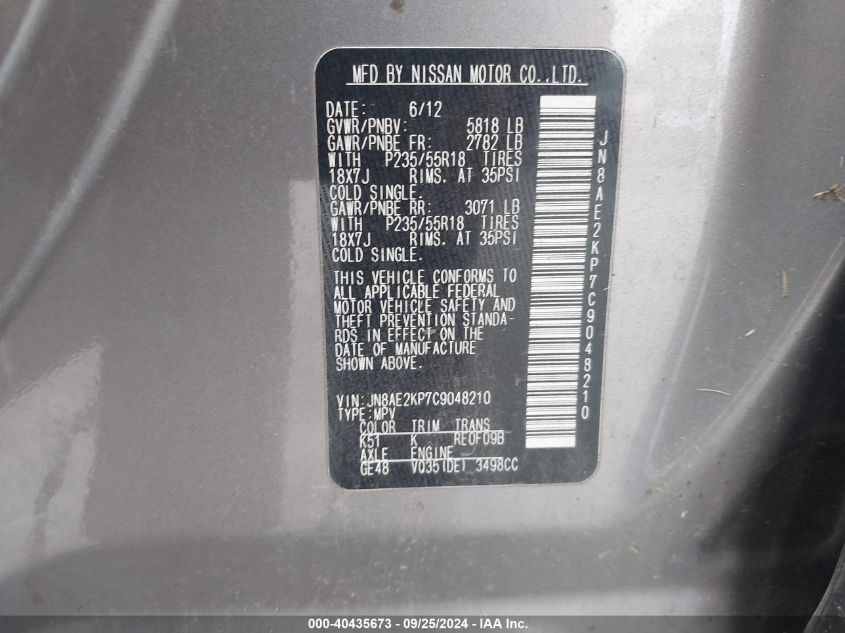 MFD BY NISSAN MOTOR CO.,LTD.
DATE: 6/12
GVWR/PNBV: 5818 LB
GAWR/PNBE FR: 2782 LB
WITH P235/55R18 TIRES
18X7J RIMS. AT 35PSI
COLD SINGLE.
GAWR/PNBE RR: 3071 LB
WITH P235/55R18 TIRES
18X7J RIMS. AT 35PSI
COLD SINGLE.
THIS VEHICLE CONFORMS TO
ALL APPLICABLE FEDERAL
MOTOR VEHICLE SAFETY AND
THEFT PREVENTION STANDA-
RDS IN EFFECT ON THE
DATE OF MANUFACTURE
SHOWN ABOVE.
VIN:JN8AE2KP7C9048210
TYPE:MPV
COLOR TRIM TRANS
K51 K RE0F09B
AXLE ENGINE
GE48 VQ35(DE) 3498CC
JN8AE2KP7C9048210
000-40435673 - 09/25/2024 - IAA Inc.